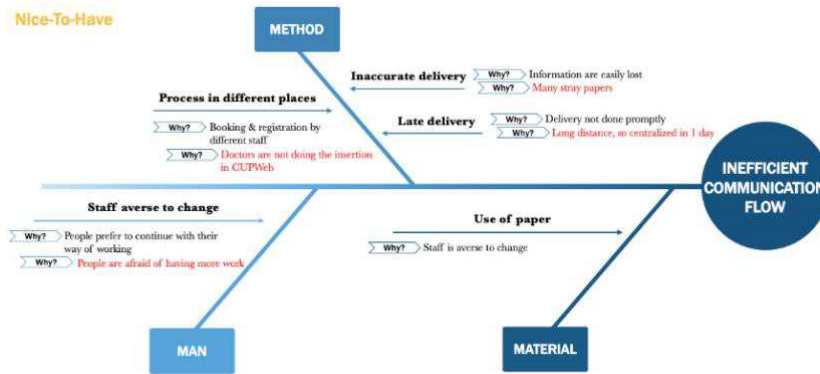 Nice-To-Have
METHOD
Inaccurate delivery
Why? Information are easily lost
Why? Many stray papers
Process in different places
Why? Booking & registration by
different staff
Why? Doctors are not doing the insertion
in CUPWeb
Late delivery
Why? Delivery not done promptly
Why? Long distance, so centralized in 1 day
INEFFICIENT
COMMUNICATION
FLOW
Staff averse to change
Why? People prefer to continue with their
way of working
Why? People are afraid of having more work
Use of paper
Why? Staff is averse to change
MAN
MATERIAL